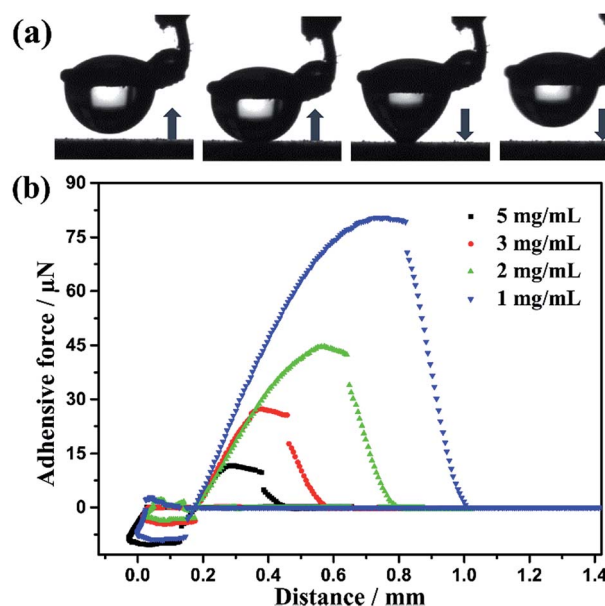 (a)
(b)
90
75
60
45
30
15
0
-10
Adhensive force / μN
5 mg/mL
3 mg/mL
2 mg/mL
1 mg/mL
0.0 0.2 0.4 0.6 0.8 1.0 1.2 1.4
Distance / mm